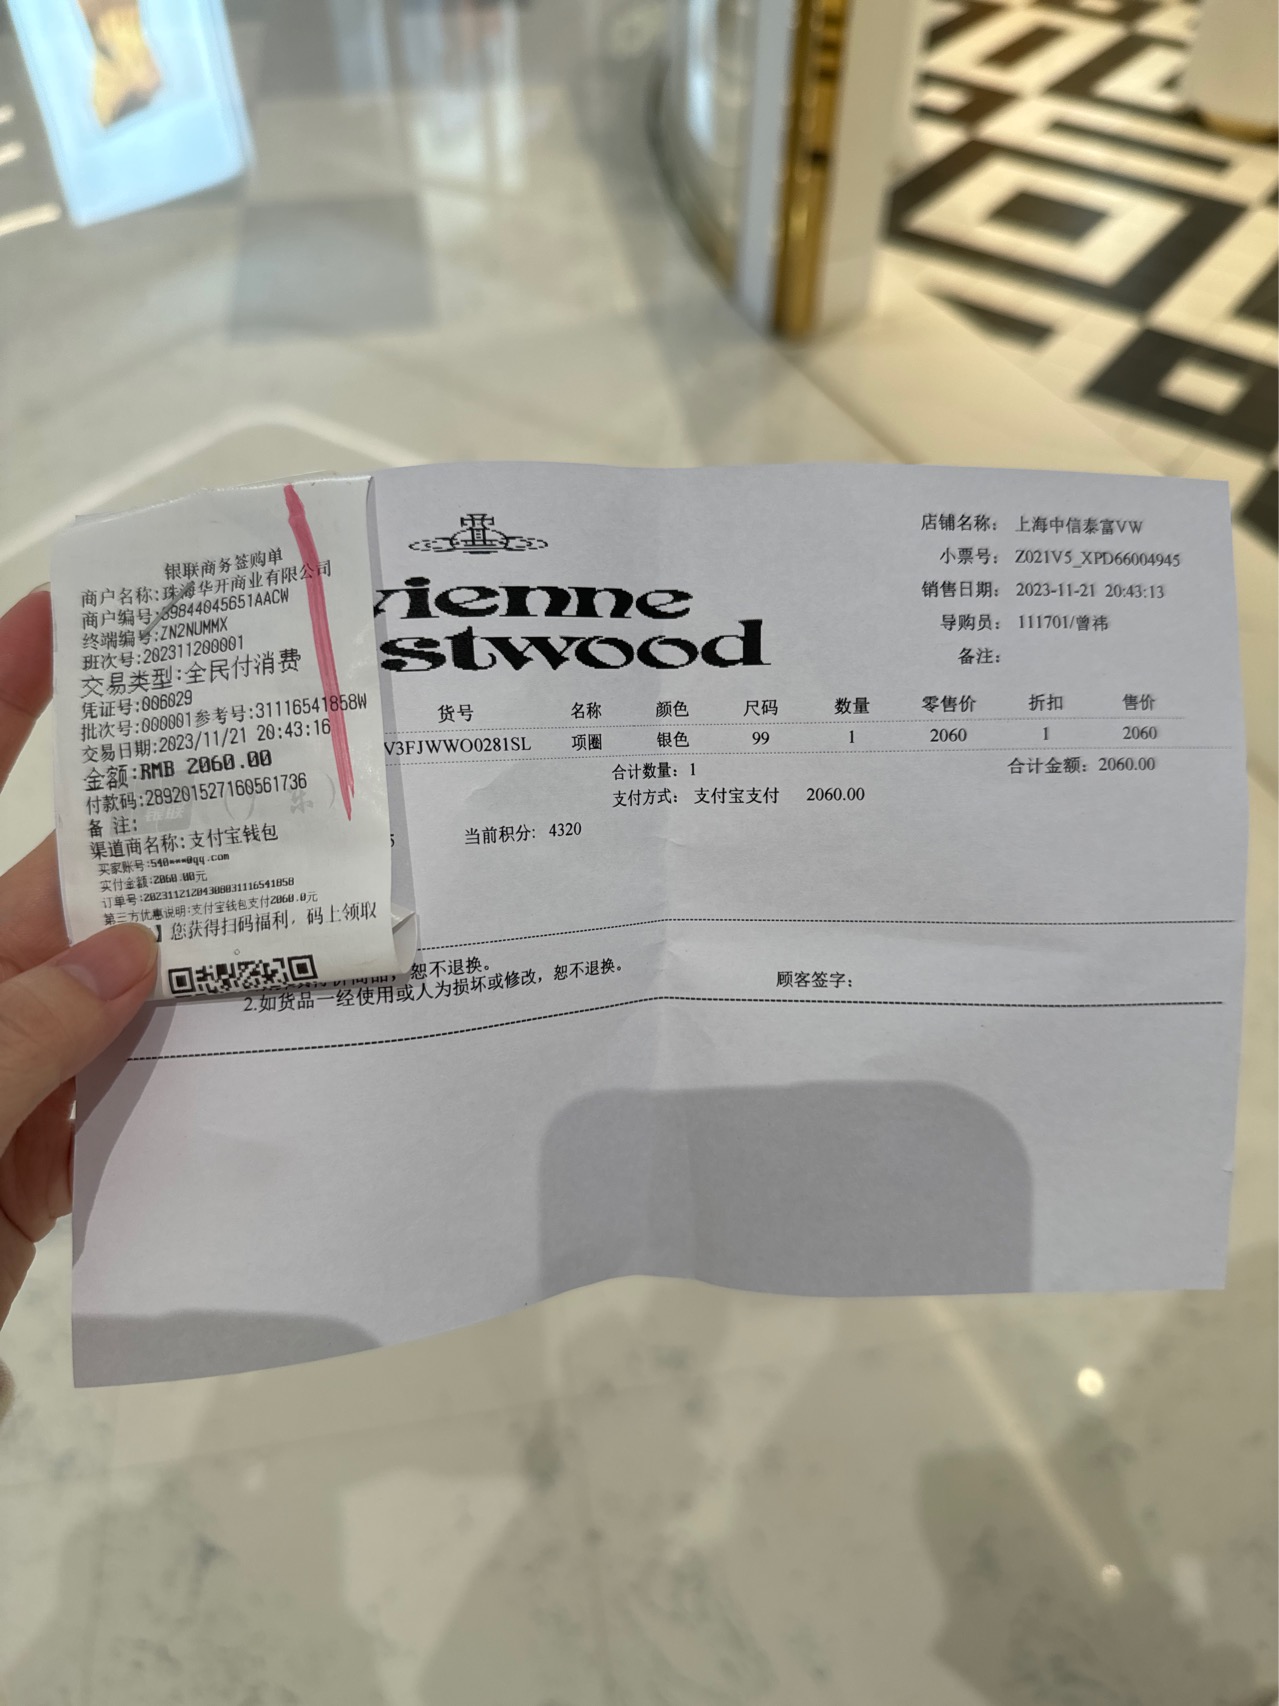 银联商务签购单
商户名称:珠海华开商业有限公司
商户编号:39844045651AACW
终端编号:ZN2NUMMX
班次号:202311200001
交易类型:全民付消费
凭证号:006029
批次号:000001参考号:31116541858W
交易日期:2023/11/21 20:43:16
金额:RMB 2060.00
付款码:289201527160561736
备 注:
渠道商名称:支付宝钱包
买家账号:540***@qq.com
实付金额:2060.00元
订单号:20231121204308031116541858
第三方优惠说明:支付宝钱包支付2060.0元
】您获得扫码福利，码上领取
vienne
stwood
店铺名称： 上海中信泰富VW
小票号： Z021V5_XPD66004945
销售日期： 2023-11-21 20:43:13
导购员： 111701/曾祎
备注：
货号 名称 颜色 尺码 数量 零售价 折扣 售价
V3FJWWO0281SL 项圈 银色 99 1 2060 1 2060
合计数量：1 合计金额：2060.00
支付方式： 支付宝支付 2060.00
5 当前积分: 4320
商品，恕不退换。
2.如货品一经使用或人为损坏或修改，恕不退换。
顾客签字：